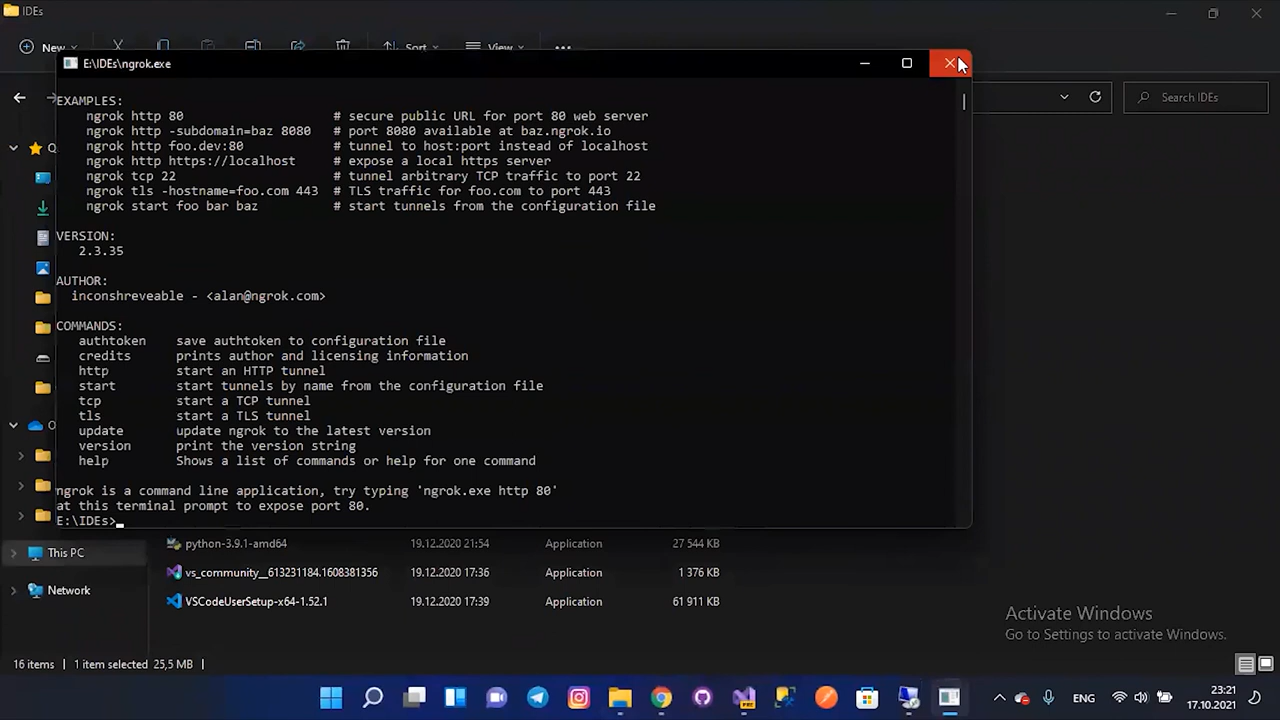 IDEs
New
Sort
View
E:\IDEs\ngrok.exe
Search IDEs
EXAMPLES:
ngrok http 80 # secure public URL for port 80 web server
ngrok http -subdomain=baz 8080 # port 8080 available at baz.ngrok.io
ngrok http foo.dev:80 # tunnel to host:port instead of localhost
ngrok http https://localhost # expose a local https server
ngrok tcp 22 # tunnel arbitrary TCP traffic to port 22
ngrok tls -hostname=foo.com 443 # TLS traffic for foo.com to port 443
ngrok start foo bar baz # start tunnels from the configuration file
VERSION:
2.3.35
AUTHOR:
inconshreveable - <alan@ngrok.com>
COMMANDS:
authtoken save authtoken to configuration file
credits prints author and licensing information
http start an HTTP tunnel
start start tunnels by name from the configuration file
tcp start a TCP tunnel
tls start a TLS tunnel
update update ngrok to the latest version
version print the version string
help Shows a list of commands or help for one command
ngrok is a command line application, try typing 'ngrok.exe http 80'
at this terminal prompt to expose port 80.
E:\IDEs>
python-3.9.1-amd64 19.12.2020 21:54 Application 27 544 KB
This PC
vs_community__613231184.1608381356 19.12.2020 17:36 Application 1 376 KB
Network
VSCodeUserSetup-x64-1.52.1 19.12.2020 17:39 Application 61 911 KB
Activate Windows
Go to Settings to activate Windows.
16 items 1 item selected 25,5 MB
PRE
ENG
23:21
17.10.2021